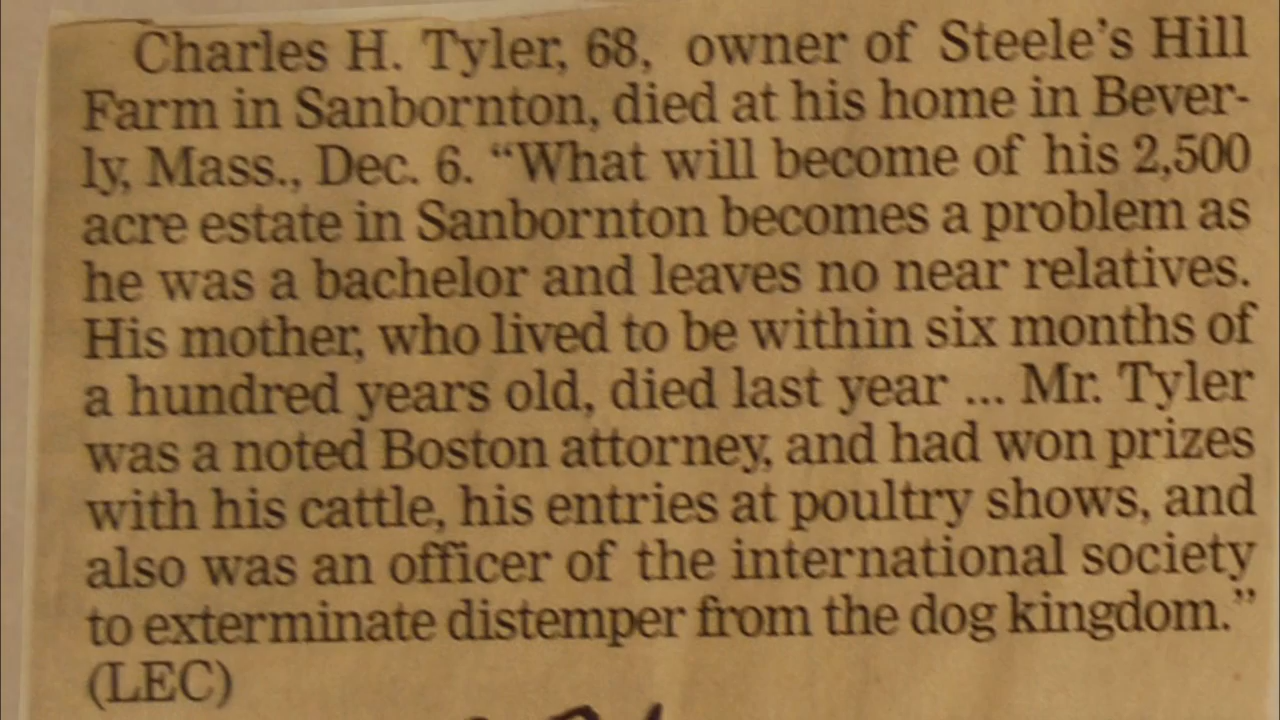 Charles H. Tyler, 68, owner of Steele’s Hill
Farm in Sanbornton, died at his home in Bever-
ly, Mass., Dec. 6. “What will become of his 2,500
acre estate in Sanbornton becomes a problem as
he was a bachelor and leaves no near relatives.
His mother, who lived to be within six months of
a hundred years old, died last year ... Mr. Tyler
was a noted Boston attorney, and had won prizes
with his cattle, his entries at poultry shows, and
also was an officer of the international society
to exterminate distemper from the dog kingdom.”
(LEC)